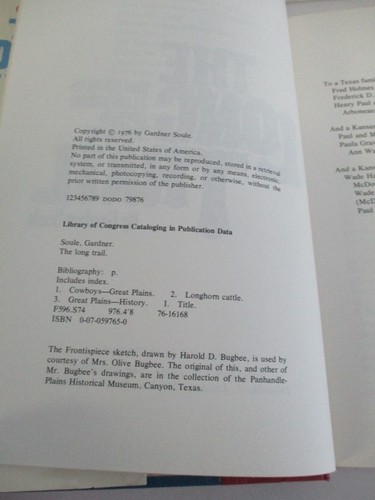 Copyright © 1976 by Gardner Soule.
All rights reserved.
Printed in the United States of America.
No part of this publication may be reproduced, stored in a retrieval
system, or transmitted, in any form or by any means, electronic,
mechanical, photocopying, recording, or otherwise, without the
prior written permission of the publisher.
123456789 DODO 79876
Library of Congress Cataloging in Publication Data
Soule, Gardner.
The long trail.
Bibliography: p.
Includes index.
1. Cowboys—Great Plains. 2. Longhorn cattle.
3. Great Plains—History. 1. Title.
F596.S74 976.4'8 76-16168
ISBN 0-07-059765-0
The Frontispiece sketch, drawn by Harold D. Bugbee, is used by
courtesy of Mrs. Olive Bugbee. The original of this, and other of
Mr. Bugbee's drawings, are in the collection of the Panhandle-
Plains Historical Museum, Canyon, Texas.
To a Texas
Fred Holmes
Frederick D.
Henry Paul
And a Kansas
Paul and
Paula
Ann
And a Kansas
Wade
Wade
Paul